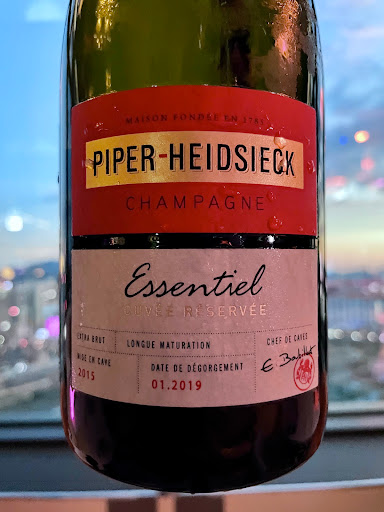 MAISON FONDÉE EN 1785
PIPER-HEIDSIECK
CHAMPAGNE
Essentiel
CUVÉE RÉSERVÉE
EXTRA BRUT
LONGUE MATURATION
CHEF DE CAVES
MISE EN CAVE
2015
DATE DE DÉGORGEMENT
01.2019